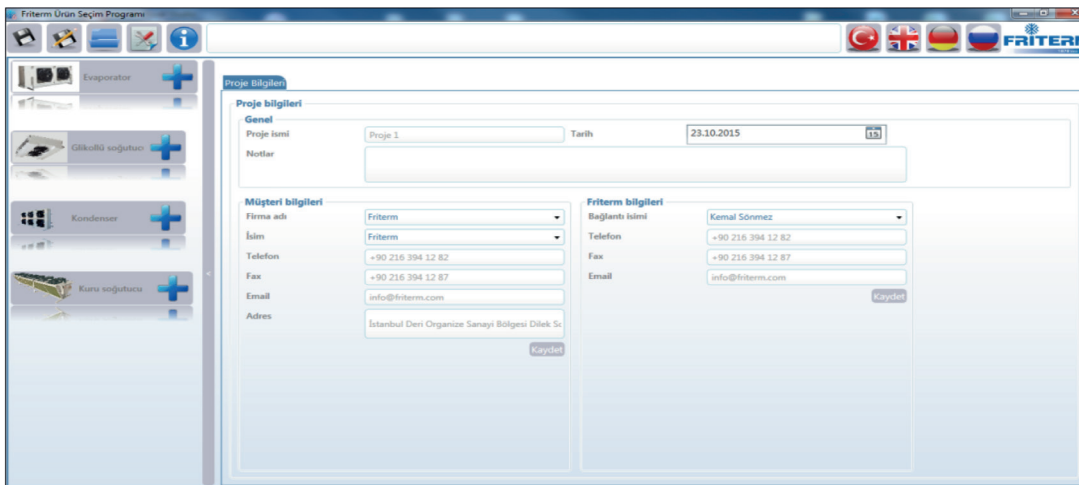 Friterm Ürün Seçim Programı
FRITERM
Evaporator
Glikollü soğutuo
Kondenser
Kuru soğutucu
Proje Bilgileri
Proje bilgileri
Genel
Proje ismi Proje 1 Tarih 23.10.2015 15
Notlar
Müşteri bilgileri
Firma adı Friterm
İsim Friterm
Telefon +90 216 394 12 82
Fax +90 216 394 12 87
Email info@friterm.com
Adres İstanbul Deri Organize Sanayi Bölgesi Dilek So
Kaydet
Friterm bilgileri
Bağlantı isimi Kemal Sönmez
Telefon +90 216 394 12 82
Fax +90 216 394 12 87
Email info@friterm.com
Kaydet